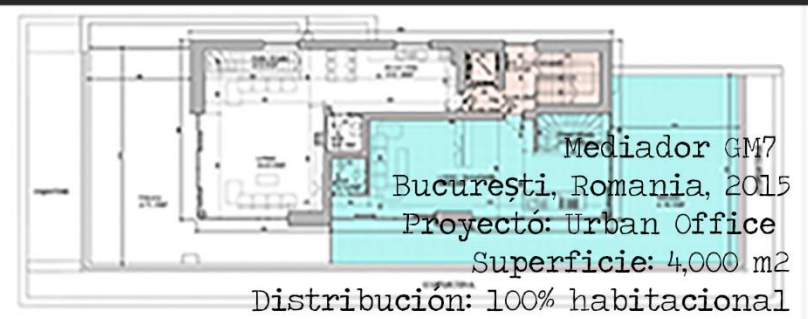 Mediador GM7
București, Romania, 2015
Proyectó: Urban Office
Superficie: 4,000 m2
Distribución: 100% habitacional